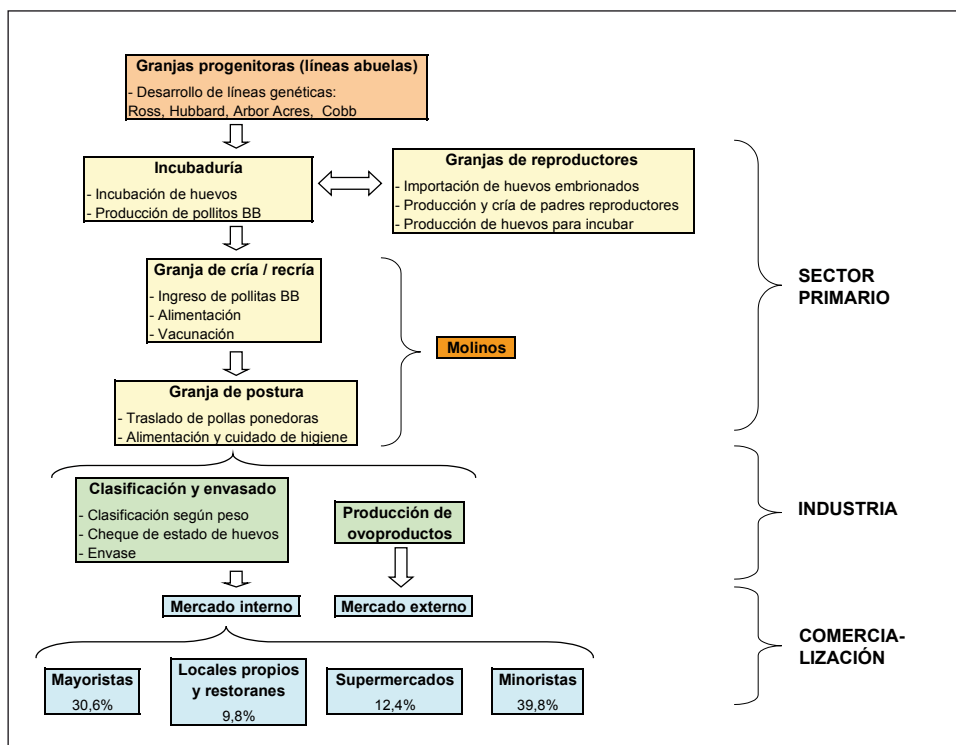 Granjas progenitoras (líneas abuelas)
- Desarrollo de líneas genéticas:
Ross, Hubbard, Arbor Acres, Cobb
Incubaduría
- Incubación de huevos
- Producción de pollitos BB
Granjas de reproductores
- Importación de huevos embrionados
- Producción y cría de padres reproductores
- Producción de huevos para incubar
Granja de cría / recría
- Ingreso de pollitas BB
- Alimentación
- Vacunación
SECTOR
PRIMARIO
Molinos
Granja de postura
- Traslado de pollas ponedoras
- Alimentación y cuidado de higiene
Clasificación y envasado
- Clasificación según peso
- Cheque de estado de huevos
- Envase
Producción de
ovoproductos
INDUSTRIA
Mercado interno
Mercado externo
COMERCIA-
LIZACIÓN
Mayoristas
30,6%
Locales propios
y restoranes
9,8%
Supermercados
12,4%
Minoristas
39,8%